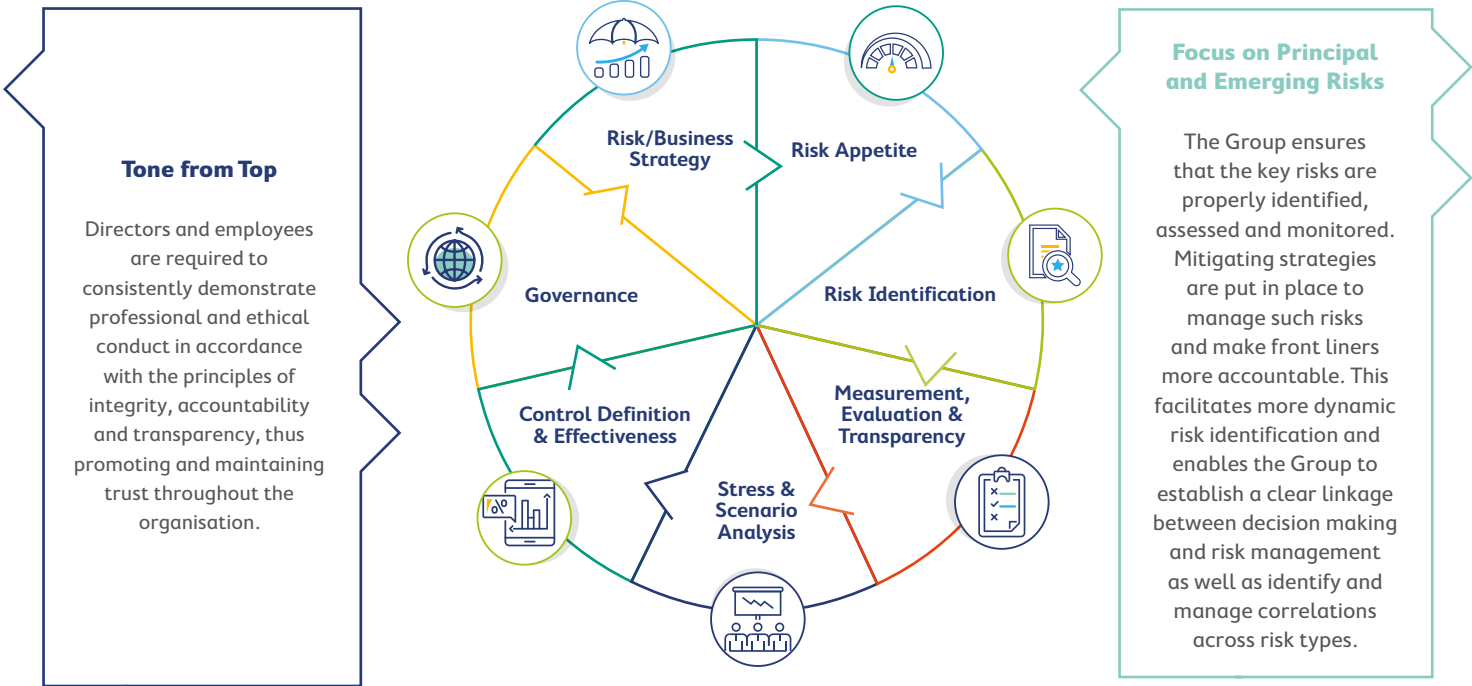 Tone from Top
Directors and employees
are required to
consistently demonstrate
professional and ethical
conduct in accordance
with the principles of
integrity, accountability
and transparency, thus
promoting and maintaining
trust throughout the
organisation.
Risk/Business
Strategy
Risk Appetite
Governance
Risk Identification
Control Definition
& Effectiveness
Measurement,
Evaluation &
Transparency
Stress &
Scenario
Analysis
%
Focus on Principal
and Emerging Risks
The Group ensures
that the key risks are
properly identified,
assessed and monitored.
Mitigating strategies
are put in place to
manage such risks
and make front liners
more accountable. This
facilitates more dynamic
risk identification and
enables the Group to
establish a clear linkage
between decision making
and risk management
as well as identify and
manage correlations
across risk types.